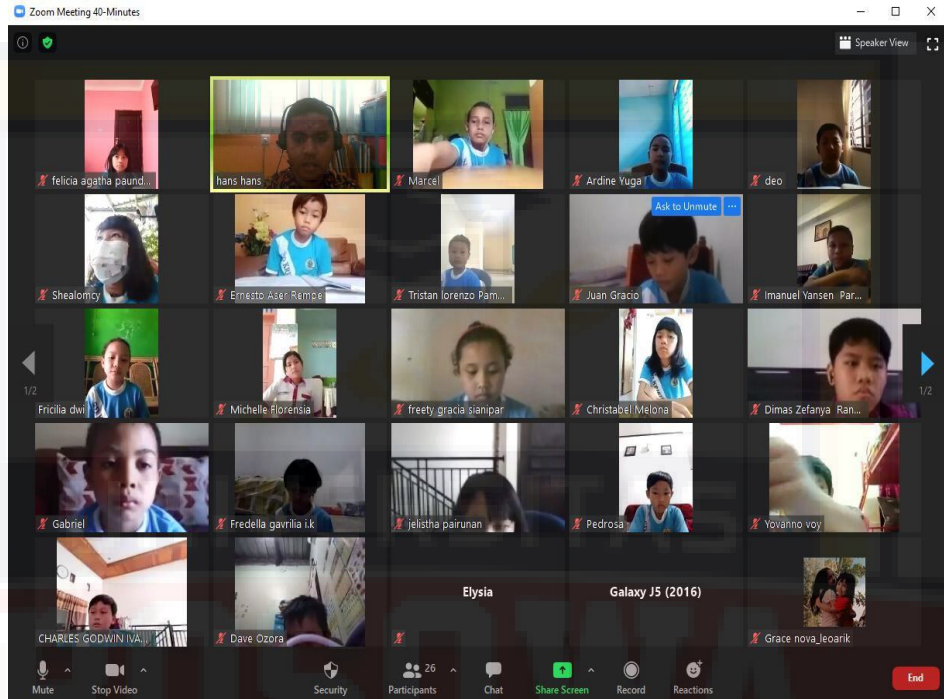 Zoom Meeting 40-Minutes
Speaker View
felicia agatha paund...
hans hans
Marcel
Ardine Yuga
deo
Shealomcy
Ernesto Aser Rempe
Tristan lorenzo Pam...
Ask to Unmute ...
Juan Gracio
Imanuel Yansen Par...
1/2
Fricilia dwi
Michelle Florensia
freety gracia sianipar
Christabel Melona
Dimas Zefanya Ran...
1/2
Gabriel
Fredella gavrilia i.k
jelistha pairunan
Pedrosa
Yovanno voy
CHARLES GODWIN IVA...
Dave Ozora
Elysia
Galaxy J5 (2016)
Grace nova_leoarik
Mute
Stop Video
Security
Participants
26
Chat
Share Screen
Record
Reactions
End